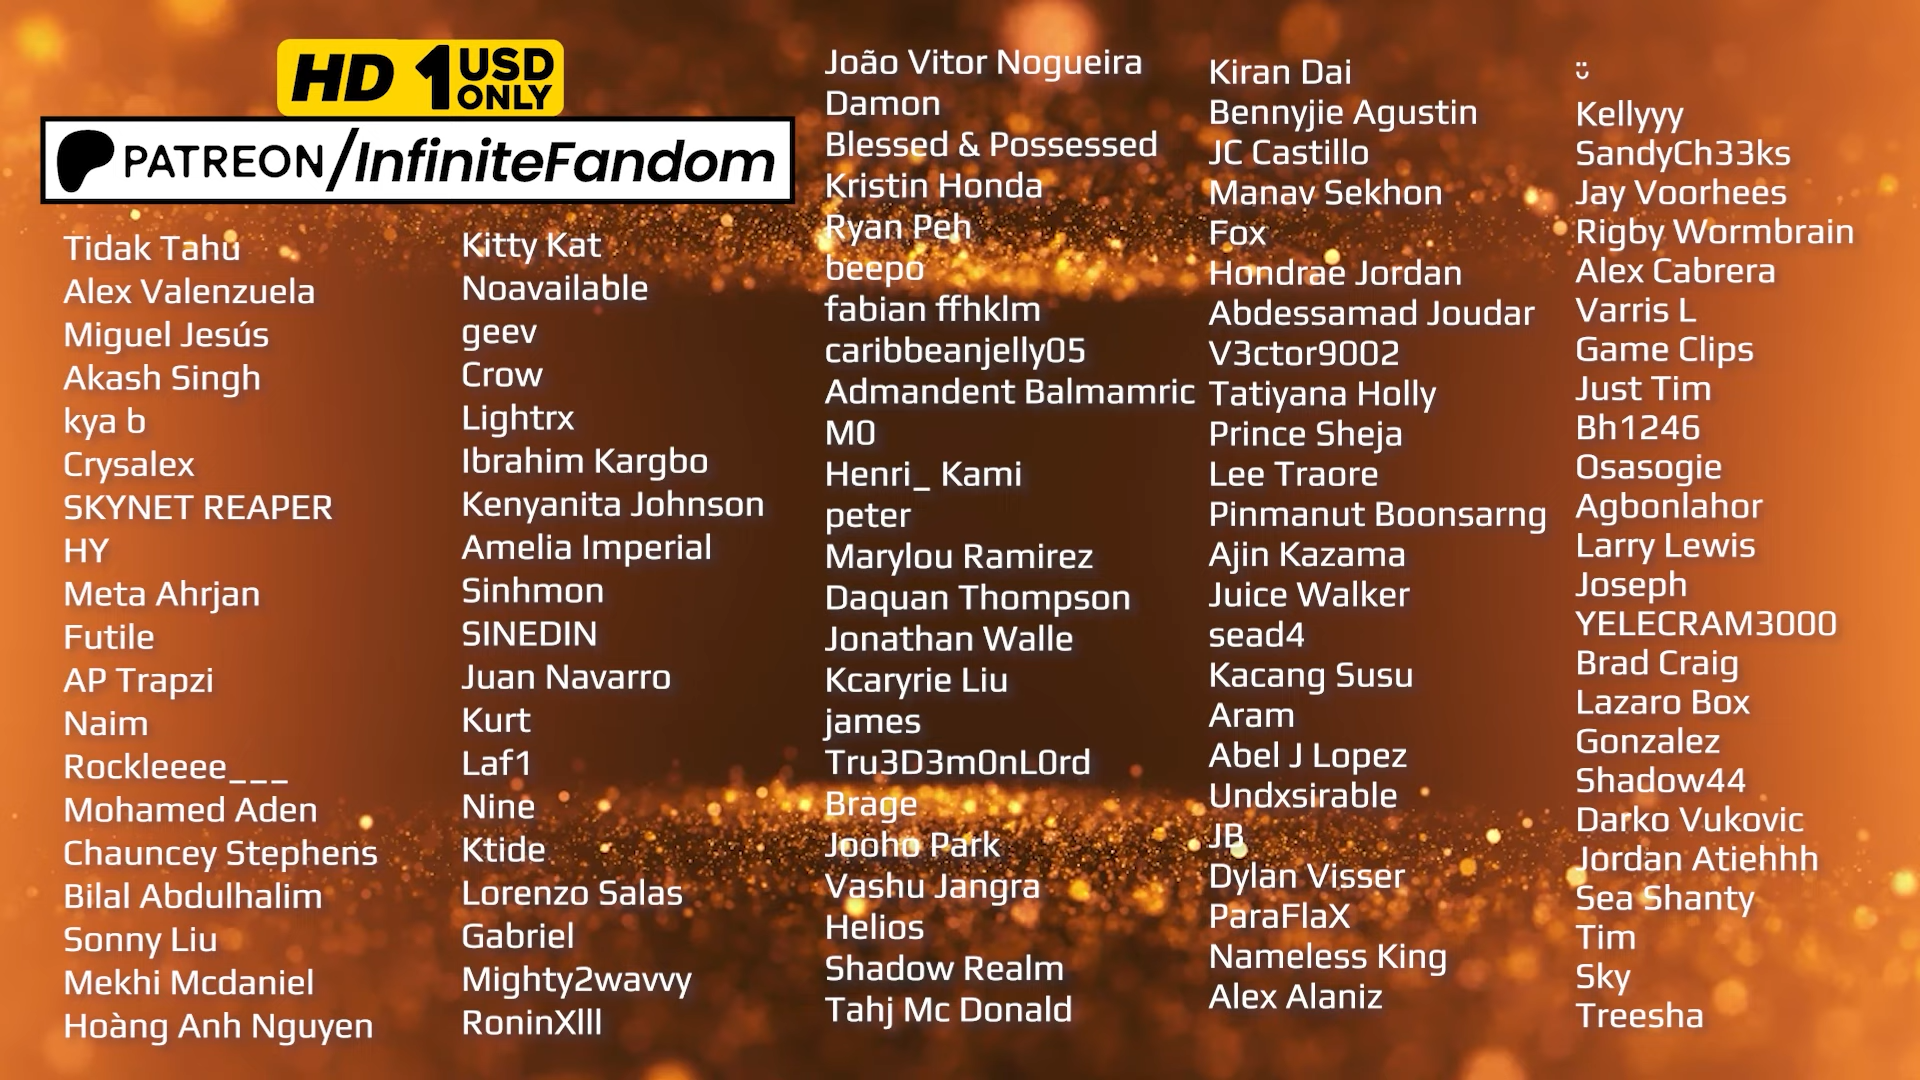 HD 1 USD ONLY
PATREON/InfiniteFandom
Tidak Tahu
Alex Valenzuela
Miguel Jesús
Akash Singh
kya b
Crysalex
SKYNET REAPER
HY
Meta Ahrjan
Futile
AP Trapzi
Naim
Rockleeee___
Mohamed Aden
Chauncey Stephens
Bilal Abdulhalim
Sonny Liu
Mekhi Mcdaniel
Hoàng Anh Nguyen
Kitty Kat
Noavailable
geev
Crow
Lightrx
Ibrahim Kargbo
Kenyanita Johnson
Amelia Imperial
Sinhmon
SINEDIN
Juan Navarro
Kurt
Laf1
Nine
Ktide
Lorenzo Salas
Gabriel
Mighty2wavvy
RoninXlll
João Vitor Nogueira
Damon
Blessed & Possessed
Kristin Honda
Ryan Peh
beepo
fabian ffhklm
caribbeanjelly05
Admandent Balmamric
M0
Henri_ Kami
peter
Marylou Ramirez
Daquan Thompson
Jonathan Walle
Kcaryrie Liu
james
Tru3D3m0nL0rd
Brage
Jooho Park
Vashu Jangra
Helios
Shadow Realm
Tahj Mc Donald
Kiran Dai
Bennyjie Agustin
JC Castillo
Manav Sekhon
Fox
Hondrae Jordan
Abdessamad Joudar
V3ctor9002
Tatiyana Holly
Prince Sheja
Lee Traore
Pinmanut Boonsarng
Ajin Kazama
Juice Walker
sead4
Kacang Susu
Aram
Abel J Lopez
Undxsirable
JB
Dylan Visser
ParaFlaX
Nameless King
Alex Alaniz
Kellyyy
SandyCh33ks
Jay Voorhees
Rigby Wormbrain
Alex Cabrera
Varris L
Game Clips
Just Tim
Bh1246
Osasogie
Agbonlahor
Larry Lewis
Joseph
YELECRAM3000
Brad Craig
Lazaro Box
Gonzalez
Shadow44
Darko Vukovic
Jordan Atiehhh
Sea Shanty
Tim
Sky
Treesha